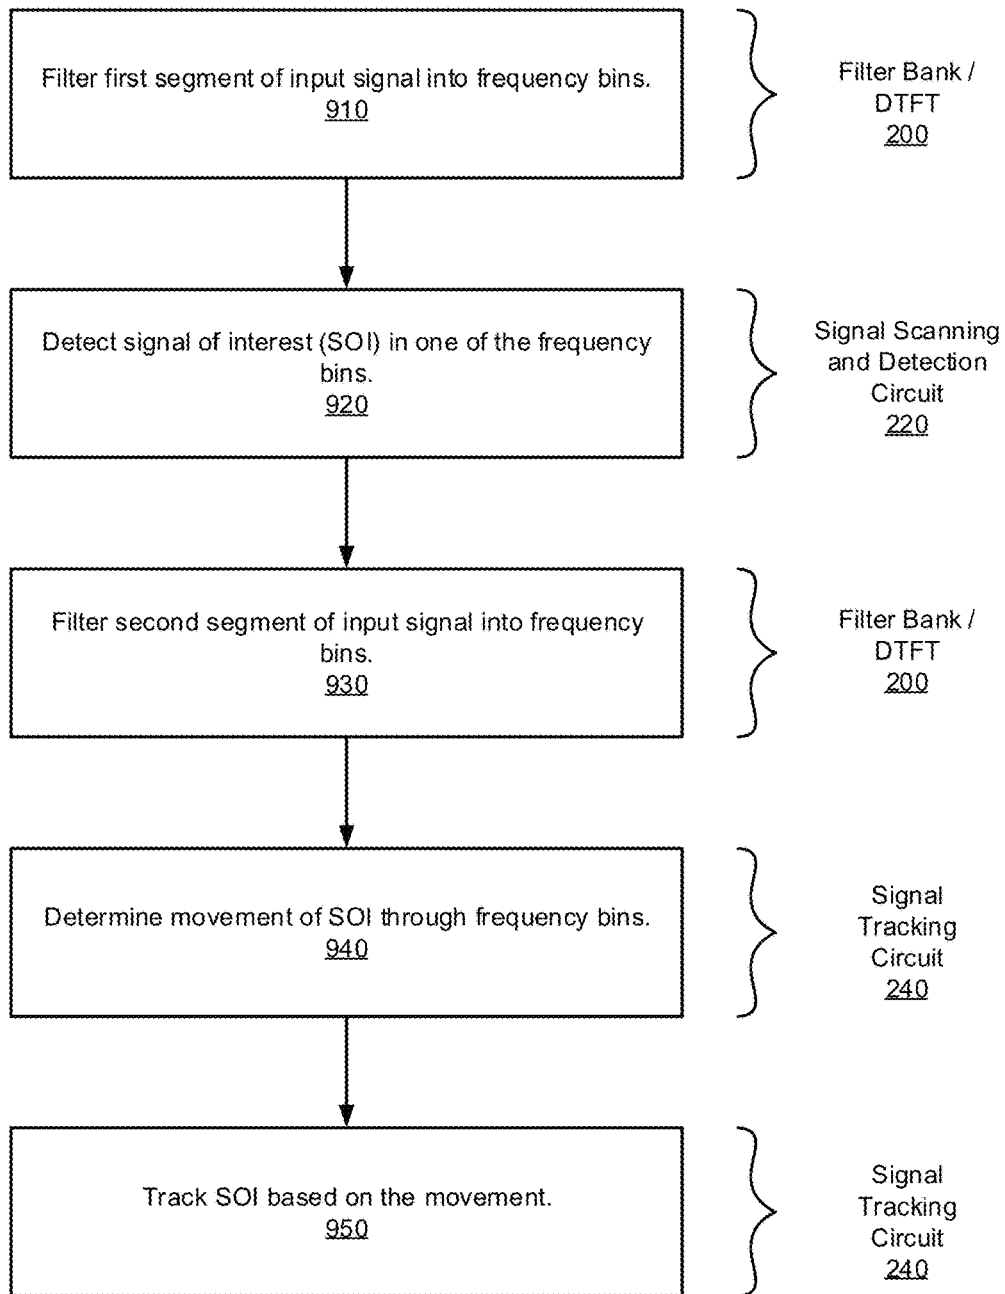 Filter first segment of input signal into frequency bins.
910
Filter Bank /
DTFT
200
Detect signal of interest (SOI) in one of the frequency
bins.
920
Signal Scanning
and Detection
Circuit
220
Filter second segment of input signal into frequency
bins.
930
Filter Bank /
DTFT
200
Determine movement of SOI through frequency bins.
940
Signal
Tracking
Circuit
240
Track SOI based on the movement.
950
Signal
Tracking
Circuit
240